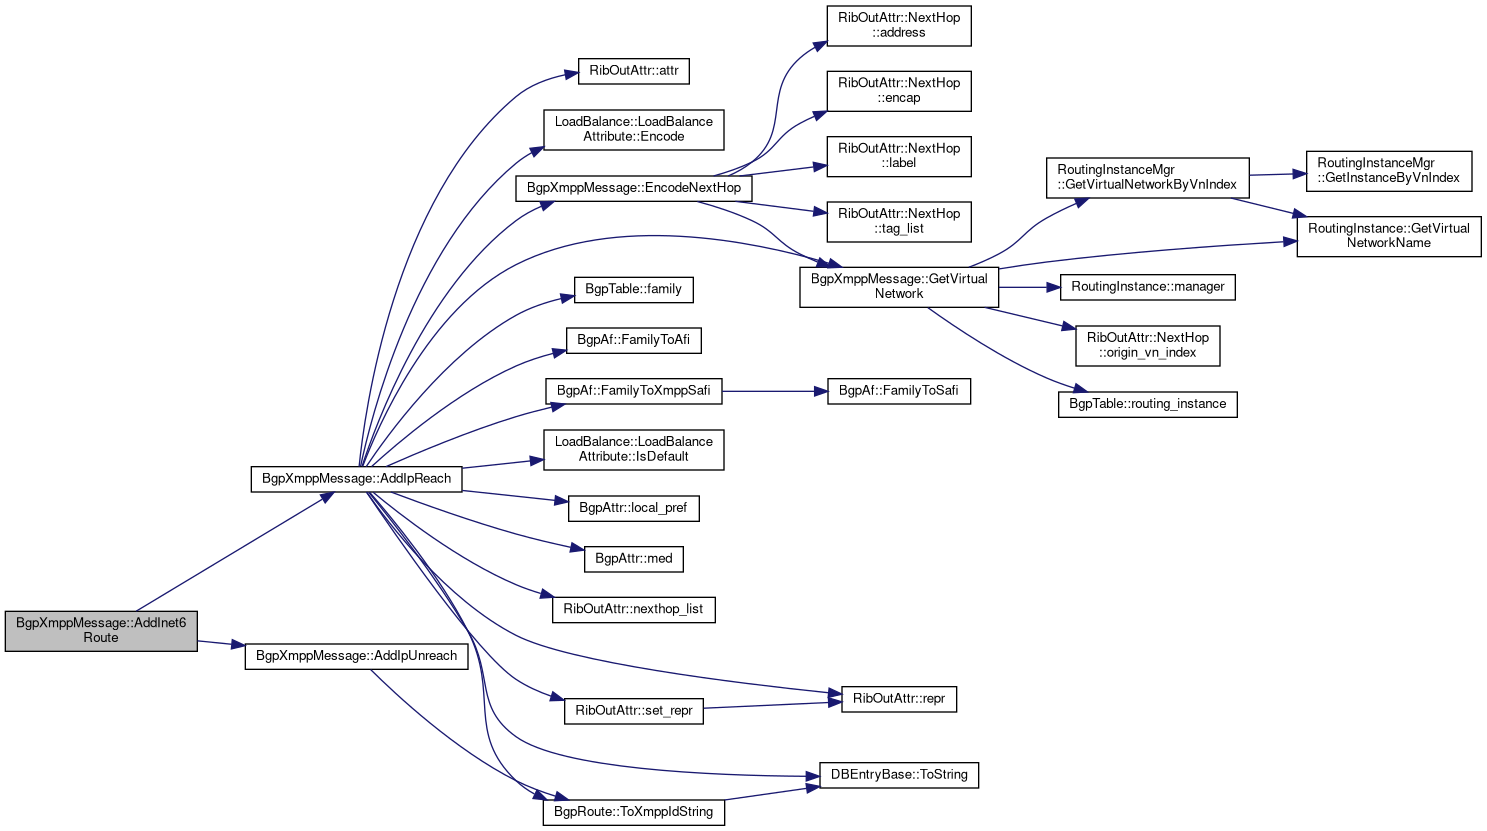 RibOutAttr::NextHop
::address
RibOutAttr::attr
RibOutAttr::NextHop
::encap
LoadBalance::LoadBalance
Attribute::Encode
RibOutAttr::NextHop
::label
RoutingInstanceMgr
::GetVirtualNetworkByVnIndex
RoutingInstanceMgr
::GetInstanceByVnIndex
BgpXmppMessage::EncodeNextHop
RibOutAttr::NextHop
::tag_list
RoutingInstance::GetVirtual
NetworkName
BgpXmppMessage::GetVirtual
Network
BgpTable::family
RoutingInstance::manager
BgpAf::FamilyToAfi
RibOutAttr::NextHop
::origin_vn_index
BgpAf::FamilyToXmppSafi
BgpAf::FamilyToSafi
BgpTable::routing_instance
LoadBalance::LoadBalance
Attribute::IsDefault
BgpXmppMessage::AddIpReach
BgpAttr::local_pref
BgpAttr::med
RibOutAttr::nexthop_list
BgpXmppMessage::AddInet6
Route
BgpXmppMessage::AddIpUnreach
RibOutAttr::repr
RibOutAttr::set_repr
DBEntryBase::ToString
BgpRoute::ToXmppIdString